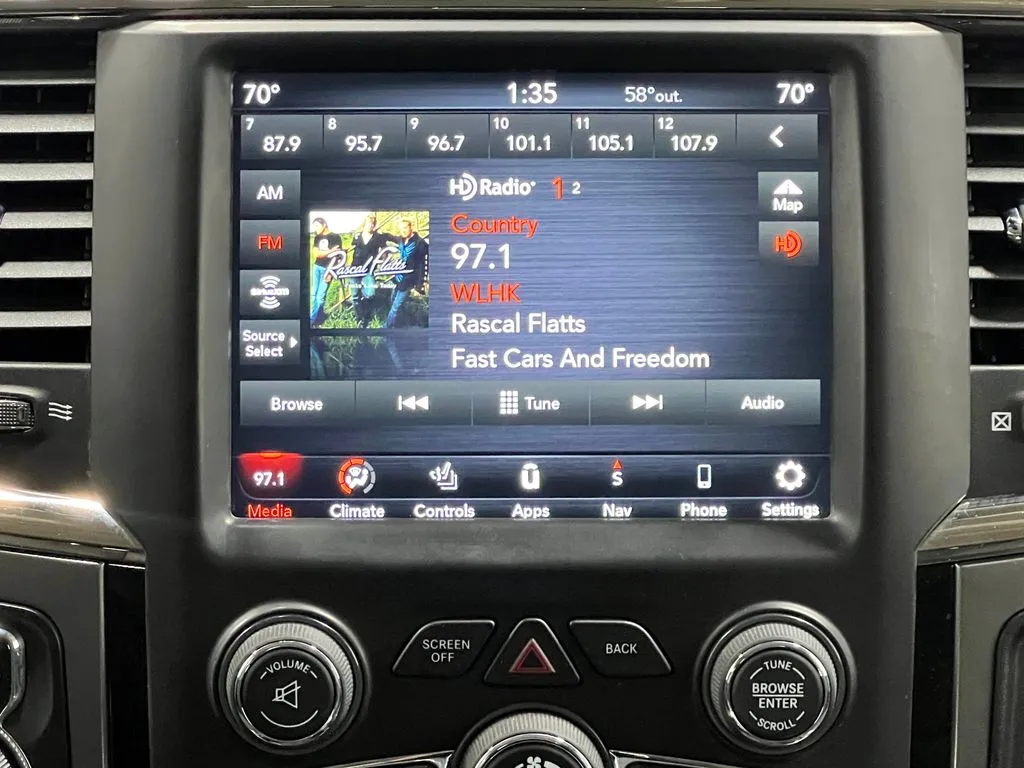 70° 1:35 58°out. 70°
7 8 9 10 11 12
87.9 95.7 96.7 101.1 105.1 107.9
HD Radio 1 2
AM
Map
Country
FM
HD
97.1
Rascal Flatts
SiriusXM
WLHK
Source
Select
Rascal Flatts
Fast Cars And Freedom
Browse Tune Audio
97.1 S
Media Climate Controls Apps Nav Phone Settings
SCREEN
OFF
BACK
VOLUME
TUNE
BROWSE
ENTER
SCROLL